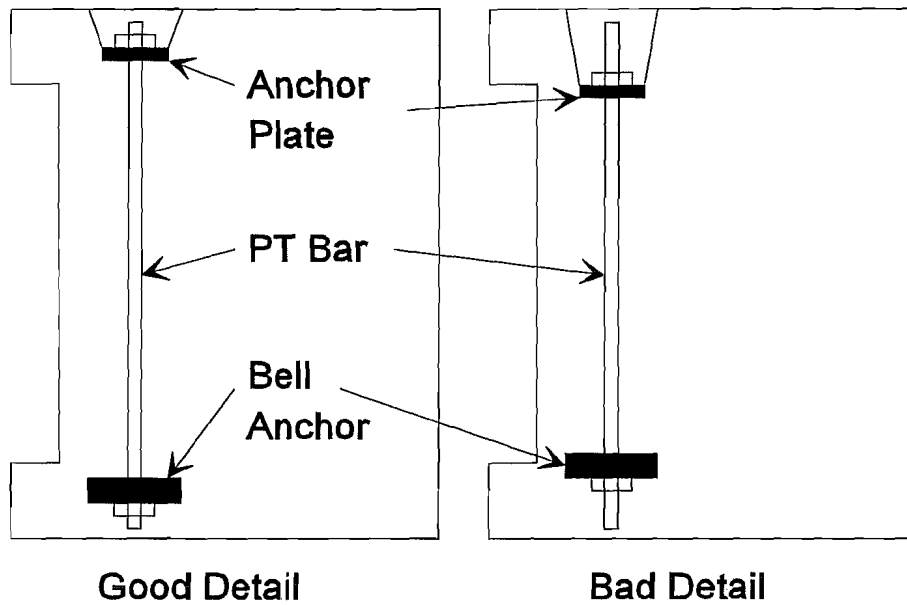 Anchor
Plate
PT Bar
Bell
Anchor
Good Detail
Bad Detail